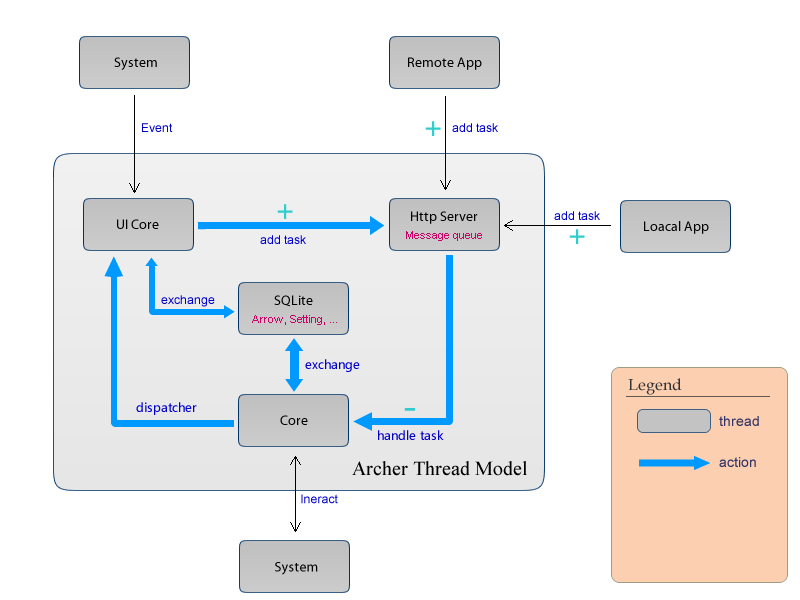 System
Remote App
Event
+
add task
UI Core
+
add task
Http Server
Message queue
add task
+
Loacal App
exchange
SQLite
Arrow, Setting, ...
exchange
dispatcher
Core
-
handle task
Archer Thread Model
Ineract
System
Legend
thread
action